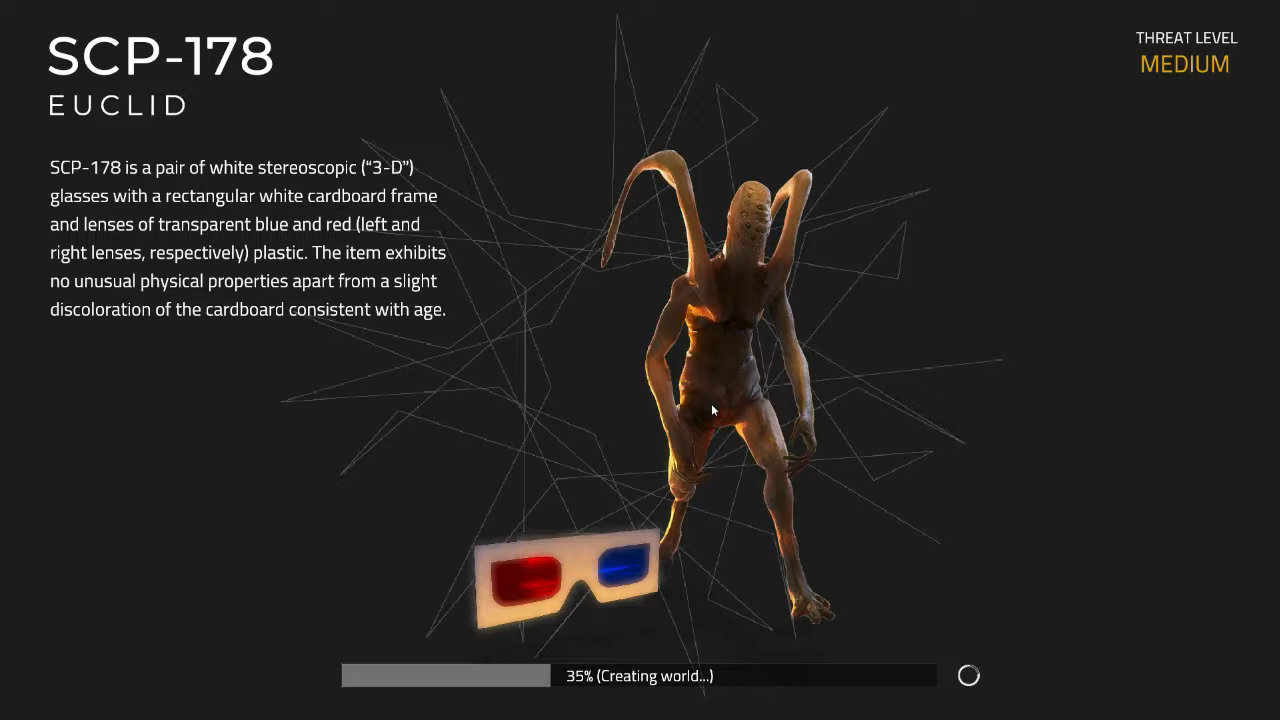 SCP-178
EUCLID
THREAT LEVEL
MEDIUM
SCP-178 is a pair of white stereoscopic (“3-D”)
glasses with a rectangular white cardboard frame
and lenses of transparent blue and red (left and
right lenses, respectively) plastic. The item exhibits
no unusual physical properties apart from a slight
discoloration of the cardboard consistent with age.
35% (Creating world...)